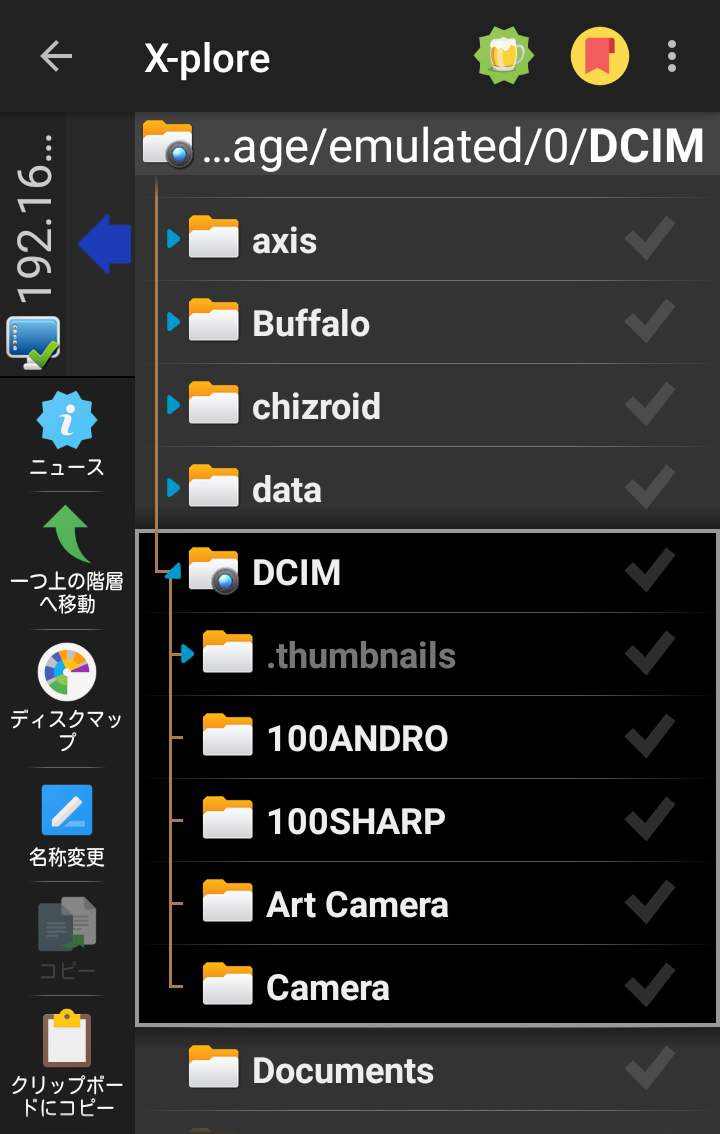 X-plore
192.16...
...age/emulated/0/DCIM
axis
Buffalo
chizroid
data
DCIM
.thumbnails
100ANDRO
100SHARP
Art Camera
Camera
Documents
ニュース
一つ上の階層
へ移動
ディスクマッ
プ
名称変更
コピー
クリップボー
ドにコピー